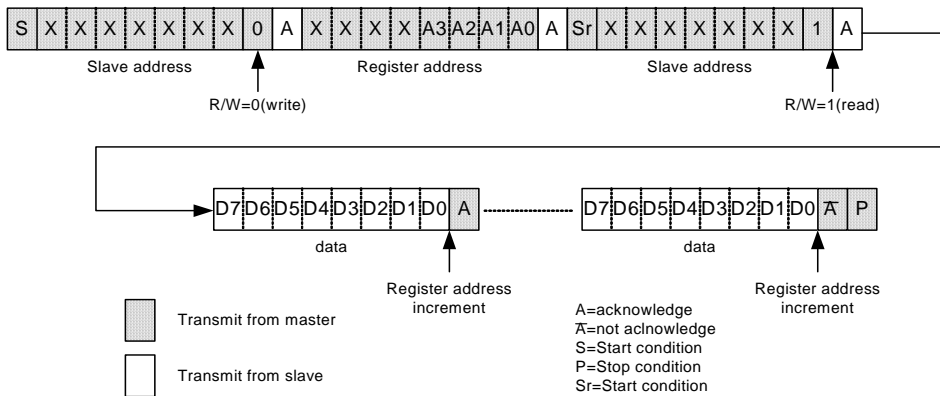 S X X X X X X X 0 A X X X X A3 A2 A1 A0 A Sr X X X X X X X 1 A
Slave address Register address Slave address
R/W=0(write) R/W=1(read)
D7 D6 D5 D4 D3 D2 D1 D0 A D7 D6 D5 D4 D3 D2 D1 D0 A̅ P
data data
Register address
increment
Register address
increment
Transmit from master
Transmit from slave
A=acknowledge
A̅=not aclnowledge
S=Start condition
P=Stop condition
Sr=Start condition